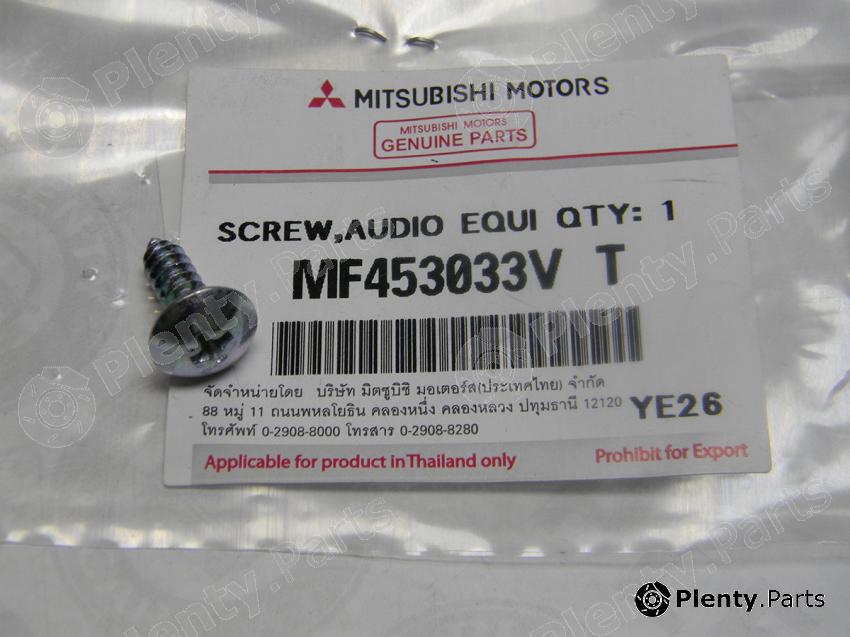 MITSUBISHI MOTORS
MITSUBISHI MOTORS
GENUINE PARTS
SCREW,AUDIO EQUI QTY: 1
MF453033V T
จัดจำหน่ายโดย บริษัท มิตซูบิชิ มอเตอร์ส(ประเทศไทย) จำกัด
88 หมู่ 11 ถนนพหลโยธิน คลองหนึ่ง คลองหลวง ปทุมธานี 12120 YE26
โทรศัพท์ 0-2908-8000 โทรสาร 0-2908-8280
Applicable for product in Thailand only Prohibit for Export
Plenty.Parts